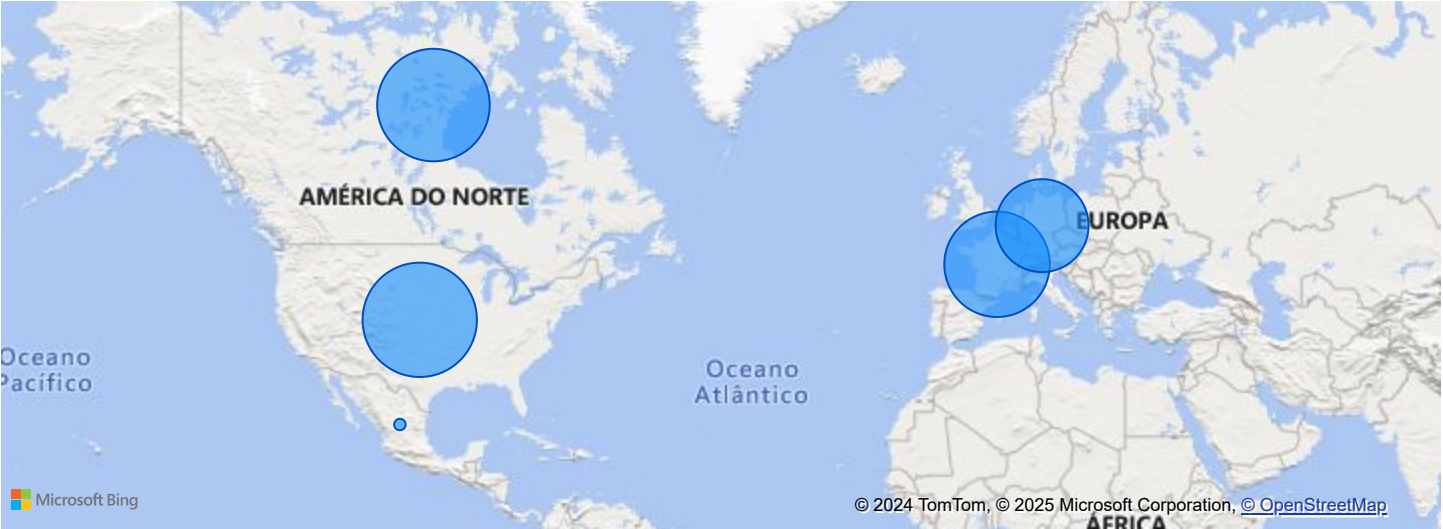 AMÉRICA DO NORTE
EUROPA
Oceano
Pacífico
Oceano
Atlântico
Microsoft Bing
© 2024 TomTom, © 2025 Microsoft Corporation, © OpenStreetMap
ÁFRICA